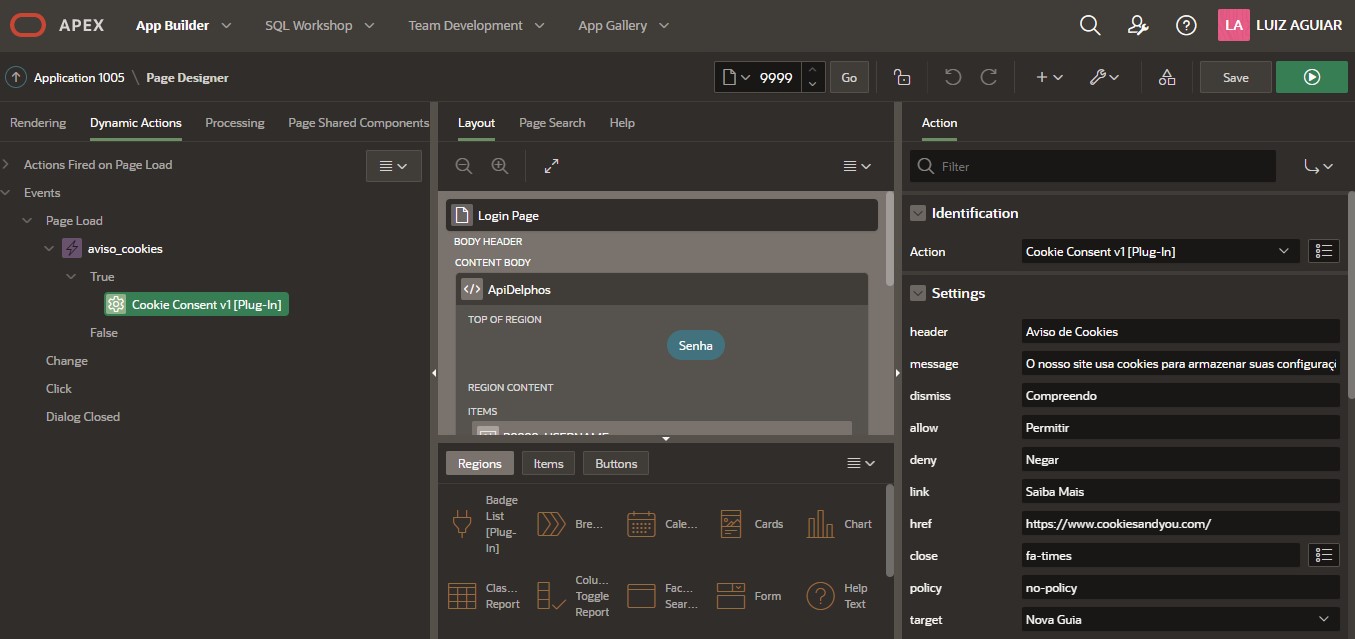 APEX App Builder SQL Workshop Team Development App Gallery LA LUIZ AGUIAR
Application 1005 \ Page Designer 9999 Go Save
Rendering Dynamic Actions Processing Page Shared Components
Actions Fired on Page Load
Events
Page Load
aviso_cookies
True
Cookie Consent v1 [Plug-In]
False
Change
Click
Dialog Closed
Layout Page Search Help
Login Page
BODY HEADER
CONTENT BODY
ApiDelphos
TOP OF REGION
Senha
REGION CONTENT
ITEMS
Regions Items Buttons
Badge
List
[Plug-
In]
Bre...
Cale...
Cards
Chart
Clas...
Report
Colu...
Toggle
Report
Fac...
Sear...
Form
Help
Text
Action
Filter
Identification
Action Cookie Consent v1 [Plug-In]
Settings
header Aviso de Cookies
message O nosso site usa cookies para armazenar suas configuraçi
dismiss Compreendo
allow Permitir
deny Negar
link Saiba Mais
href https://www.cookiesandyou.com/
close fa-times
policy no-policy
target Nova Guia